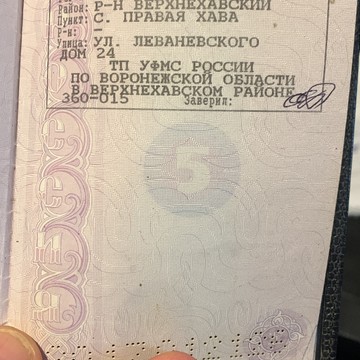 Район: Р-Н ВЕРХНЕХАВСКИЙ
Пункт: С. ПРАВАЯ ХАВА
Р-н: –
Улица: УЛ. ЛЕВАНЕВСКОГО
ДОМ 24
ТП УФМС РОССИИ
ПО ВОРОНЕЖСКОЙ ОБЛАСТИ
В ВЕРХНЕХАВСКОМ РАЙОНЕ
360-015 Заверил:
5